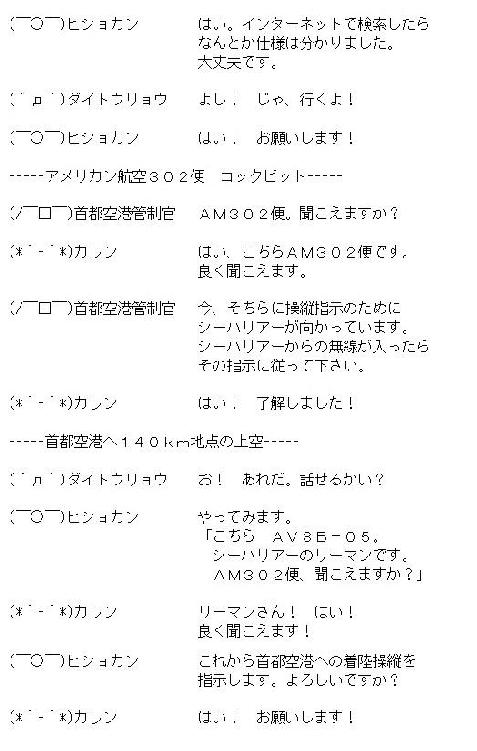 (￣○￣)ヒショカン　はい。インターネットで検索したら
なんとか仕様は分かりました。
大丈夫です。
(｀д´)ダイトウリョウ　よし！　じゃ、行くよ！
(￣○￣)ヒショカン　はい！　お願いします！
-----アメリカン航空３０２便　コックピット-----
(/￣□￣)首都空港管制官　ＡＭ３０２便。聞こえますか？
(*´-｀*)カレン　はい、こちらＡＭ３０２便です。
良く聞こえます。
(/￣□￣)首都空港管制官　今、そちらに操縦指示のために
シーハリアーが向かっています。
シーハリアーからの無線が入ったら
その指示に従って下さい。
(*´-｀*)カレン　はい！　了解しました！
-----首都空港へ１４０ｋｍ地点の上空-----
(｀д´)ダイトウリョウ　お！　あれだ。話せるかい？
(￣○￣)ヒショカン　やってみます。
「こちら　ＡＶ８Ｂ－０５。
シーハリアーのリーマンです。
ＡＭ３０２便、聞こえますか？」
(*´-｀*)カレン　リーマンさん！　はい！
良く聞こえます！
(￣○￣)ヒショカン　これから首都空港への着陸操縦を
指示します。よろしいですか？
(*´-｀*)カレン　はい！　お願いします！